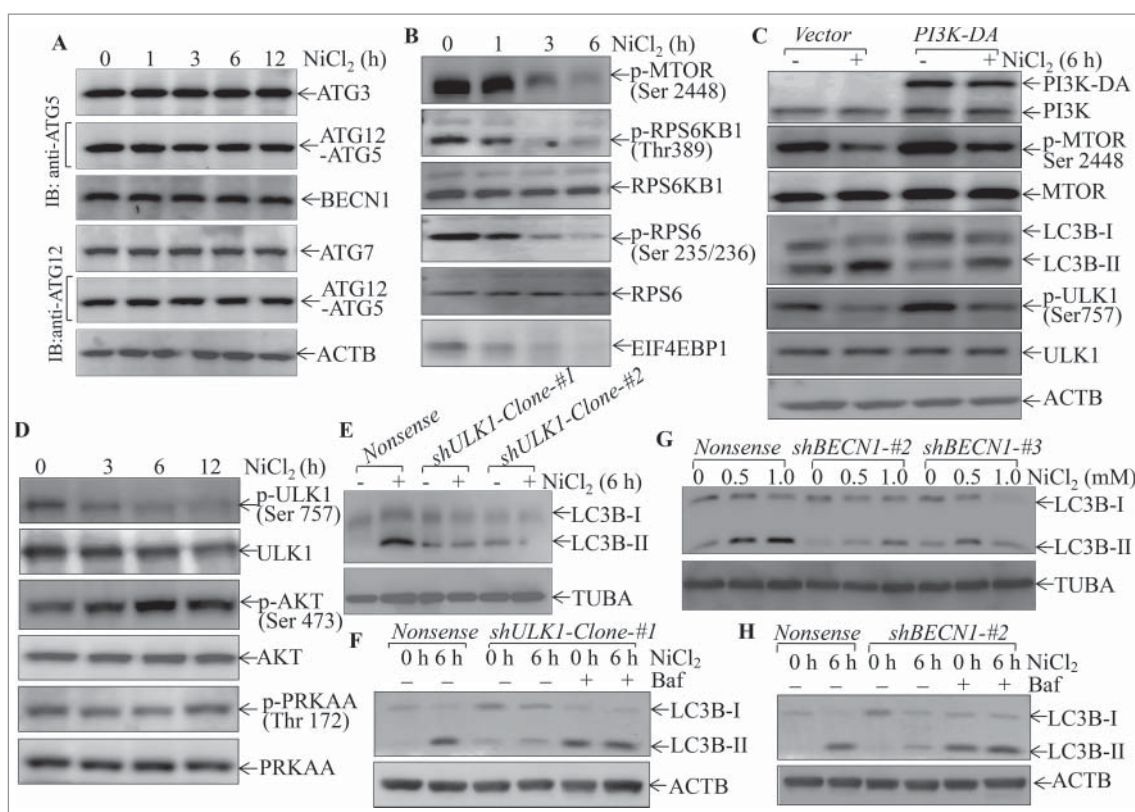 A
0 1 3 6 12 NiCl2 (h)
IB: anti-ATG5
ATG3
ATG12
-ATG5
BECN1
IB:anti-ATG12
ATG7
ATG12
-ATG5
ACTB
B
0 1 3 6 NiCl2 (h)
p-MTOR
(Ser 2448)
p-RPS6KB1
(Thr389)
RPS6KB1
p-RPS6
(Ser 235/236)
RPS6
EIF4EBP1
C
Vector PI3K-DA
- + - + NiCl2 (6 h)
PI3K-DA
PI3K
p-MTOR
Ser 2448
MTOR
LC3B-I
LC3B-II
p-ULK1
(Ser757)
ULK1
ACTB
D
0 3 6 12 NiCl2 (h)
p-ULK1
(Ser 757)
ULK1
p-AKT
(Ser 473)
AKT
p-PRKAA
(Thr 172)
PRKAA
E
Nonsense shULK1-Clone-#1 shULK1-Clone-#2
- + - + - + NiCl2 (6 h)
LC3B-I
LC3B-II
TUBA
F
Nonsense shULK1-Clone-#1
0 h 6 h 0 h 6 h 0 h 6 h NiCl2
– – – – + + Baf
LC3B-I
LC3B-II
ACTB
G
Nonsense shBECN1-#2 shBECN1-#3
0 0.5 1.0 0 0.5 1.0 0 0.5 1.0 NiCl2 (mM)
LC3B-I
LC3B-II
TUBA
H
Nonsense shBECN1-#2
0 h 6 h 0 h 6 h 0 h 6 h NiCl2
– – – – + + Baf
LC3B-I
LC3B-II
ACTB